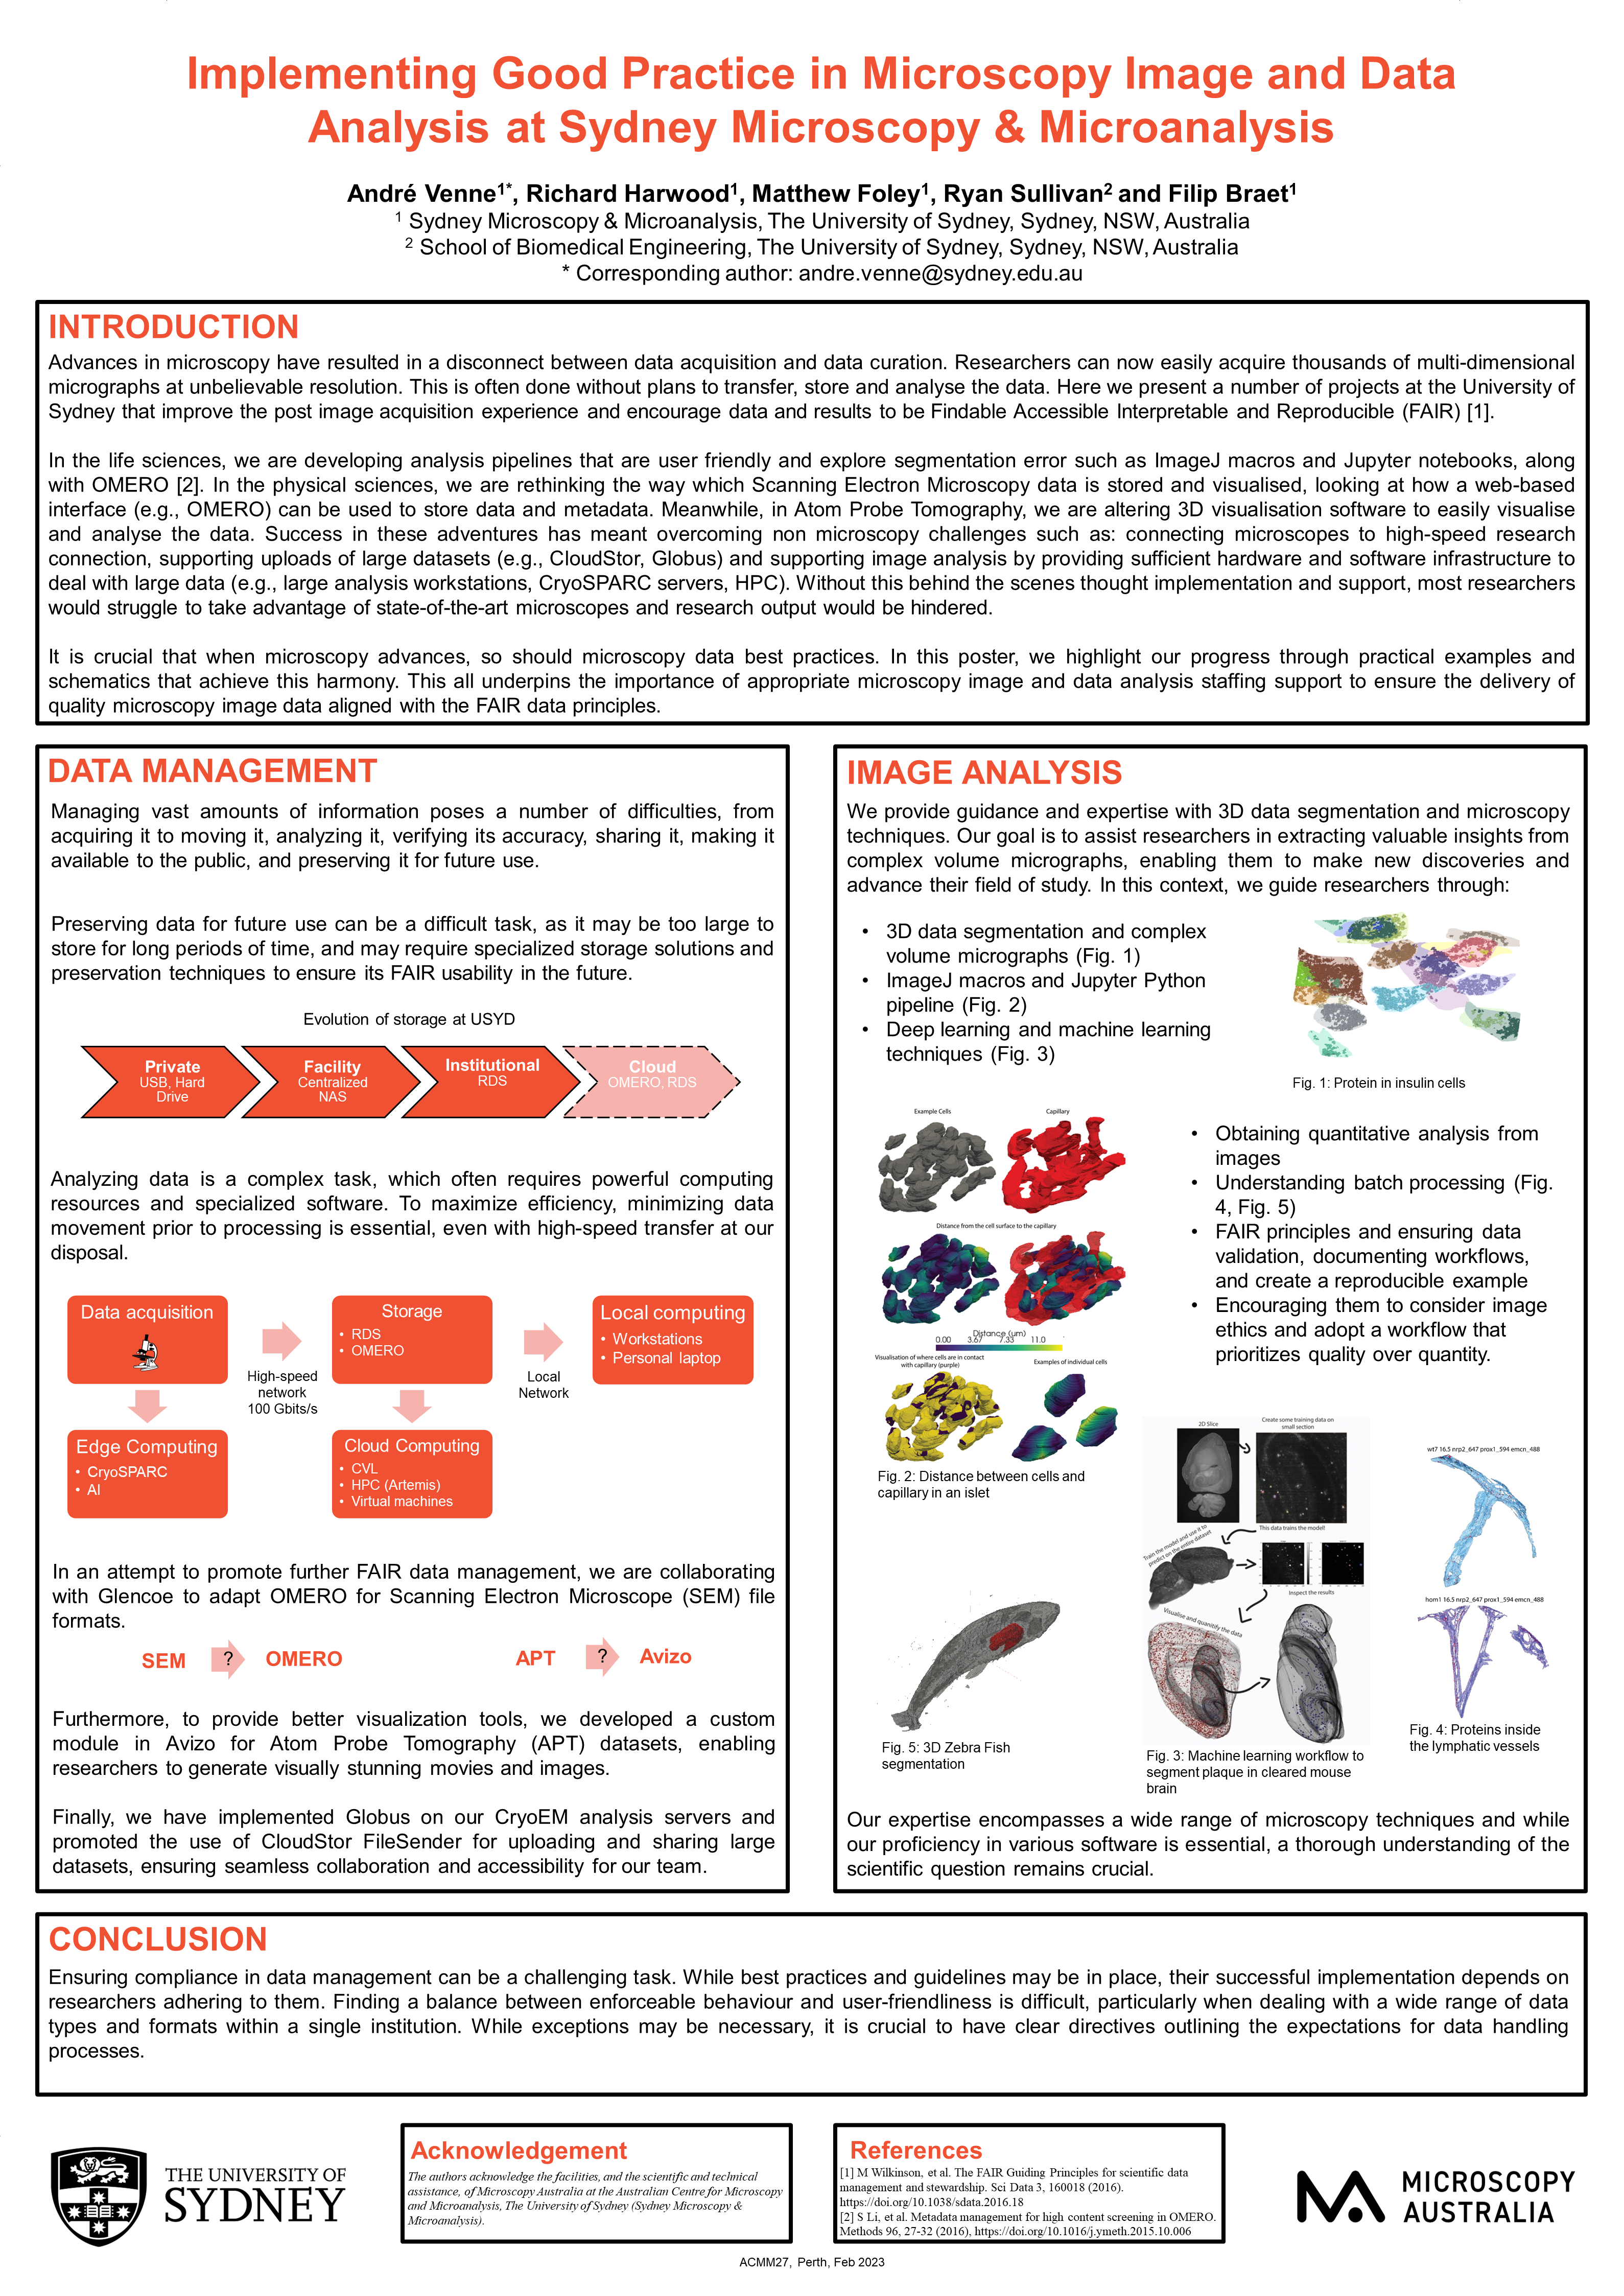 Implementing Good Practice in Microscopy Image and Data
Analysis at Sydney Microscopy & Microanalysis
André Venne1*, Richard Harwood1, Matthew Foley1, Ryan Sullivan2 and Filip Braet1
1 Sydney Microscopy & Microanalysis, The University of Sydney, Sydney, NSW, Australia
2 School of Biomedical Engineering, The University of Sydney, Sydney, NSW, Australia
* Corresponding author: andre.venne@sydney.edu.au
INTRODUCTION
Advances in microscopy have resulted in a disconnect between data acquisition and data curation. Researchers can now easily acquire thousands of multi-dimensional
micrographs at unbelievable resolution. This is often done without plans to transfer, store and analyse the data. Here we present a number of projects at the University of
Sydney that improve the post image acquisition experience and encourage data and results to be Findable Accessible Interpretable and Reproducible (FAIR) [1].
In the life sciences, we are developing analysis pipelines that are user friendly and explore segmentation error such as ImageJ macros and Jupyter notebooks, along
with OMERO [2]. In the physical sciences, we are rethinking the way which Scanning Electron Microscopy data is stored and visualised, looking at how a web-based
interface (e.g., OMERO) can be used to store data and metadata. Meanwhile, in Atom Probe Tomography, we are altering 3D visualisation software to easily visualise
and analyse the data. Success in these adventures has meant overcoming non microscopy challenges such as: connecting microscopes to high-speed research
connection, supporting uploads of large datasets (e.g., CloudStor, Globus) and supporting image analysis by providing sufficient hardware and software infrastructure to
deal with large data (e.g., large analysis workstations, CryoSPARC servers, HPC). Without this behind the scenes thought implementation and support, most researchers
would struggle to take advantage of state-of-the-art microscopes and research output would be hindered.
It is crucial that when microscopy advances, so should microscopy data best practices. In this poster, we highlight our progress through practical examples and
schematics that achieve this harmony. This all underpins the importance of appropriate microscopy image and data analysis staffing support to ensure the delivery of
quality microscopy image data aligned with the FAIR data principles.
DATA MANAGEMENT
Managing vast amounts of information poses a number of difficulties, from
acquiring it to moving it, analyzing it, verifying its accuracy, sharing it, making it
available to the public, and preserving it for future use.
Preserving data for future use can be a difficult task, as it may be too large to
store for long periods of time, and may require specialized storage solutions and
preservation techniques to ensure its FAIR usability in the future.
Evolution of storage at USYD
Private
USB, Hard
Drive
Facility
Centralized
NAS
Institutional
RDS
Cloud
OMERO, RDS
Analyzing data is a complex task, which often requires powerful computing
resources and specialized software. To maximize efficiency, minimizing data
movement prior to processing is essential, even with high-speed transfer at our
disposal.
Data acquisition
High-speed
network
100 Gbits/s
Storage
• RDS
• OMERO
Local
Network
Local computing
• Workstations
• Personal laptop
Edge Computing
• CryoSPARC
• AI
Cloud Computing
• CVL
• HPC (Artemis)
• Virtual machines
In an attempt to promote further FAIR data management, we are collaborating
with Glencoe to adapt OMERO for Scanning Electron Microscope (SEM) file
formats.
SEM ? OMERO APT ? Avizo
Furthermore, to provide better visualization tools, we developed a custom
module in Avizo for Atom Probe Tomography (APT) datasets, enabling
researchers to generate visually stunning movies and images.
Finally, we have implemented Globus on our CryoEM analysis servers and
promoted the use of CloudStor FileSender for uploading and sharing large
datasets, ensuring seamless collaboration and accessibility for our team.
IMAGE ANALYSIS
We provide guidance and expertise with 3D data segmentation and microscopy
techniques. Our goal is to assist researchers in extracting valuable insights from
complex volume micrographs, enabling them to make new discoveries and
advance their field of study. In this context, we guide researchers through:
• 3D data segmentation and complex
volume micrographs (Fig. 1)
• ImageJ macros and Jupyter Python
pipeline (Fig. 2)
• Deep learning and machine learning
techniques (Fig. 3)
Fig. 1: Protein in insulin cells
Example Cells
Capillary
Distance from the cell surface to the capillary
Distance (um)
0.00 3.67 7.33 11.0
Visualisation of where cells are in contact
with capillary (purple)
Examples of individual cells
Fig. 2: Distance between cells and
capillary in an islet
• Obtaining quantitative analysis from
images
• Understanding batch processing (Fig.
4, Fig. 5)
• FAIR principles and ensuring data
validation, documenting workflows,
and create a reproducible example
• Encouraging them to consider image
ethics and adopt a workflow that
prioritizes quality over quantity.
2D Slice
Create some training data on
small section
This data trains the model!
Train the model and use it to
predict on the entire dataset
Inspect the results
Visualise and quantify the data
Fig. 3: Machine learning workflow to
segment plaque in cleared mouse
brain
wt7 16.5 nrp2_647 prox1_594 emcn_488
hom1 16.5 nrp2_647 prox1_594 emcn_488
Fig. 4: Proteins inside
the lymphatic vessels
Fig. 5: 3D Zebra Fish
segmentation
Our expertise encompasses a wide range of microscopy techniques and while
our proficiency in various software is essential, a thorough understanding of the
scientific question remains crucial.
CONCLUSION
Ensuring compliance in data management can be a challenging task. While best practices and guidelines may be in place, their successful implementation depends on
researchers adhering to them. Finding a balance between enforceable behaviour and user-friendliness is difficult, particularly when dealing with a wide range of data
types and formats within a single institution. While exceptions may be necessary, it is crucial to have clear directives outlining the expectations for data handling
processes.
THE UNIVERSITY OF
SYDNEY
Acknowledgement
The authors acknowledge the facilities, and the scientific and technical
assistance, of Microscopy Australia at the Australian Centre for Microscopy
and Microanalysis, The University of Sydney (Sydney Microscopy &
Microanalysis).
References
[1] M Wilkinson, et al. The FAIR Guiding Principles for scientific data
management and stewardship. Sci Data 3, 160018 (2016).
https://doi.org/10.1038/sdata.2016.18
[2] S Li, et al. Metadata management for high content screening in OMERO.
Methods 96, 27-32 (2016), https://doi.org/10.1016/j.ymeth.2015.10.006
MICROSCOPY
AUSTRALIA
ACMM27, Perth, Feb 2023